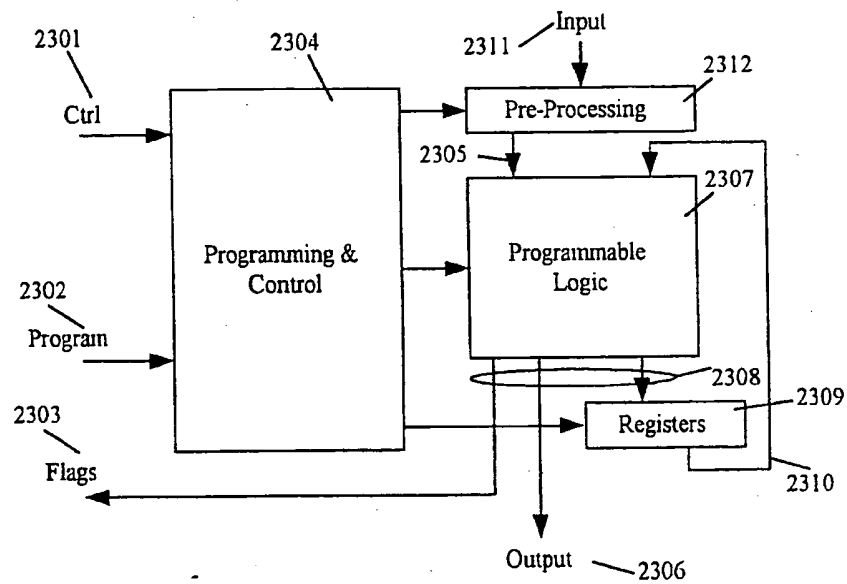 2301
2304
2311
Input
2312
Ctrl
Pre-Processing
2305
2307
Programming &
Control
Programmable
Logic
2302
Program
2308
2309
2303
Registers
Flags
2310
Output
2306